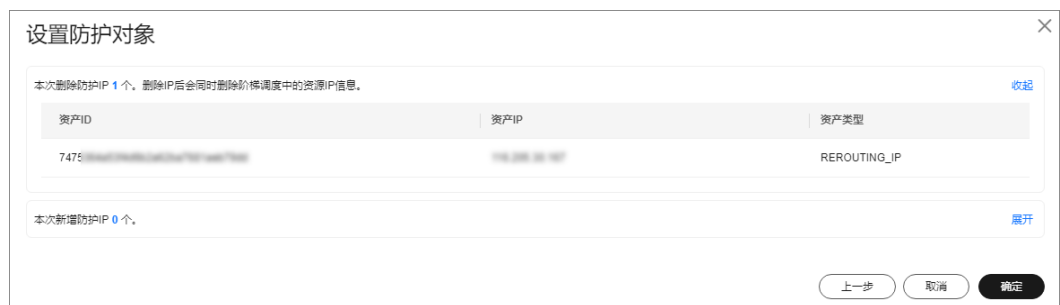 设置防护对象
本次删除防护IP 1 个。删除IP后会同时删除阶梯调度中的资源IP信息。 收起
资产ID 资产IP 资产类型
7475 REROUTING_IP
本次新增防护IP 0 个。 展开
上一步 取消 确定